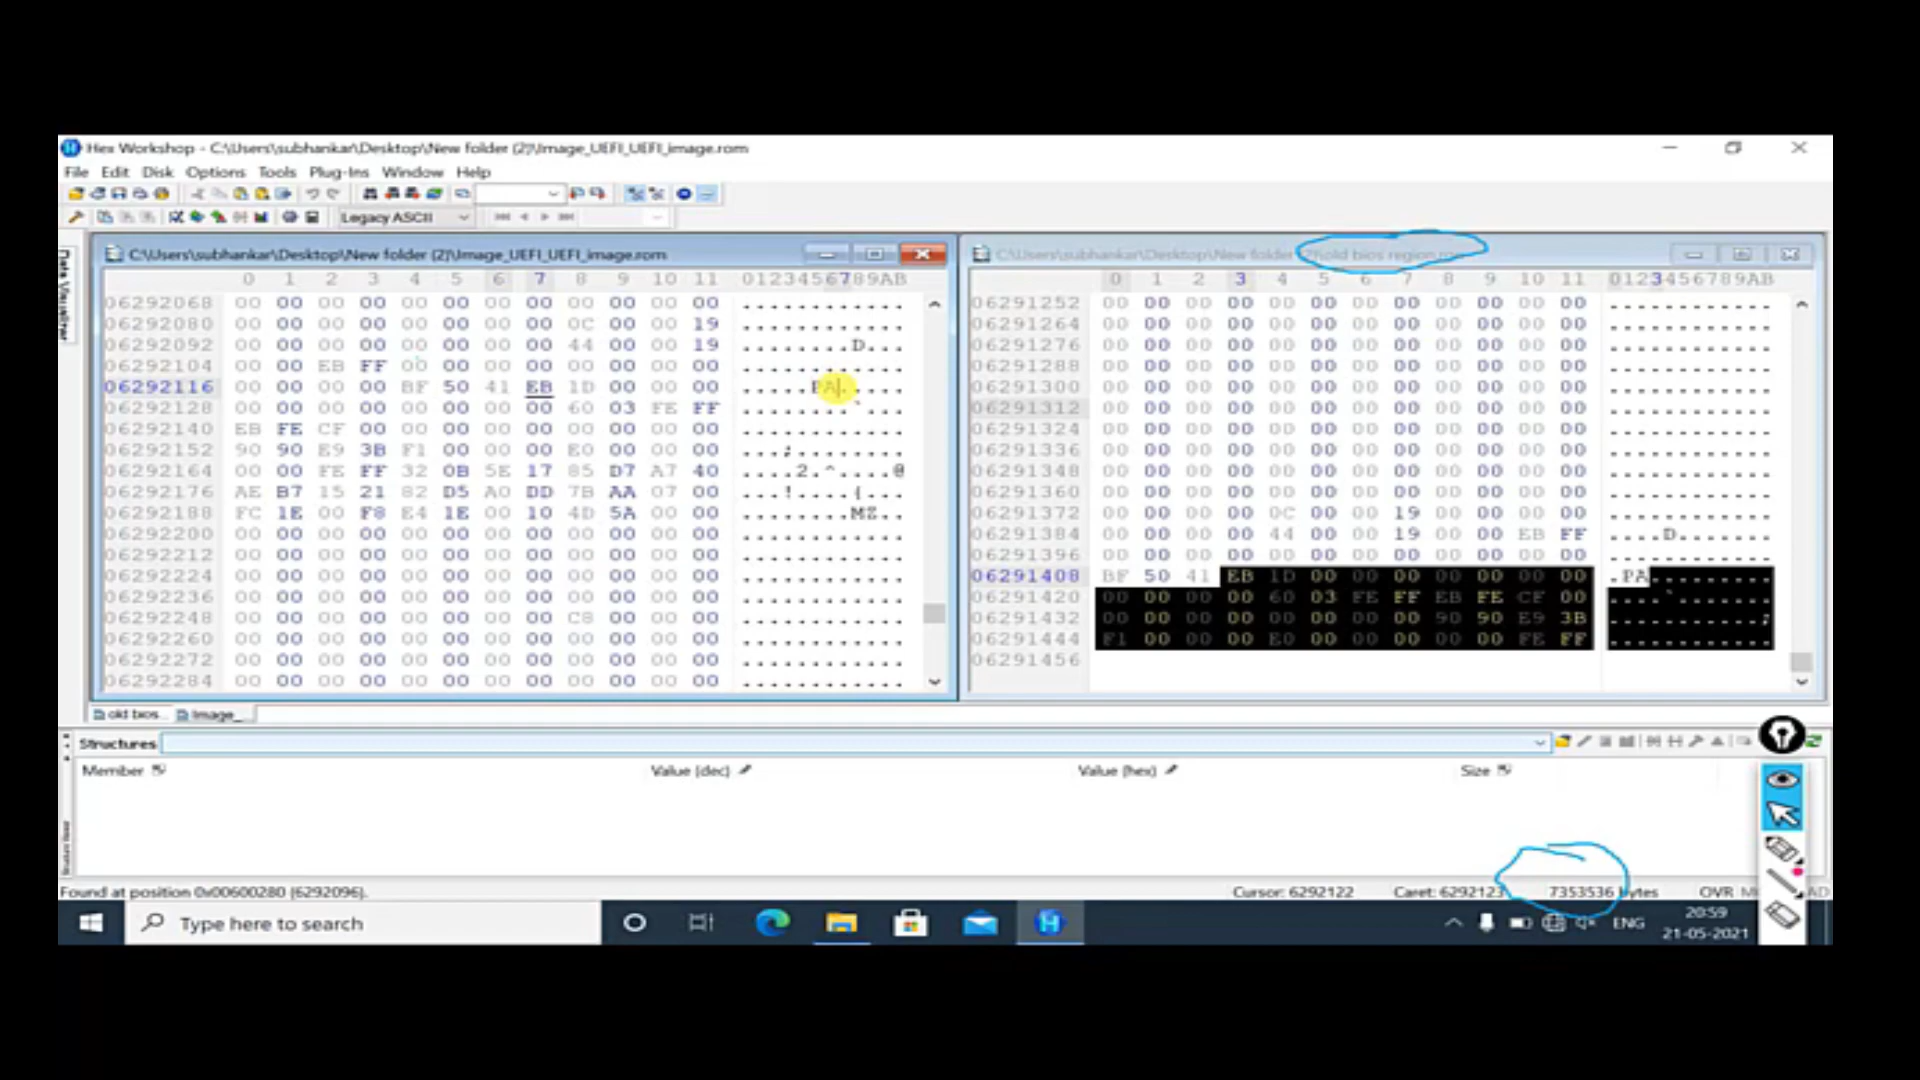 Hex Workshop - C:\Users\subhankar\Desktop\New folder (2)\Image_UEFI_UEFI_image.rom
File Edit Disk Options Tools Plug-Ins Window Help
Legacy ASCII
C:\Users\subhankar\Desktop\New folder (2)\Image_UEFI_UEFI_image.rom
0 1 2 3 4 5 6 7 8 9 10 11 0123456789AB
06292068 00 00 00 00 00 00 00 00 00 00 00 00 ............
06292080 00 00 00 00 00 00 00 00 0C 00 00 19 ............
06292092 00 00 00 00 00 00 00 00 44 00 00 19 ........D...
06292104 00 00 EB FF 00 00 00 00 00 00 00 00 ............
06292116 00 00 00 00 BF 50 41 EB 1D 00 00 00 .....PA.....
06292128 00 00 00 00 00 00 00 00 60 03 FE FF ........`...
06292140 EB FE CF 00 00 00 00 00 00 00 00 00 ............
06292152 90 90 E9 3B F1 00 00 00 E0 00 00 00 ...;........
06292164 00 00 FE FF 32 0B 5E 17 85 D7 A7 40 ....2.^....@
06292176 AE B7 15 21 82 D5 A0 DD 7B AA 07 00 ...!....{...
06292188 FC 1E 00 F8 E4 1E 00 10 4D 5A 00 00 ........MZ..
06292200 00 00 00 00 00 00 00 00 00 00 00 00 ............
06292212 00 00 00 00 00 00 00 00 00 00 00 00 ............
06292224 00 00 00 00 00 00 00 00 00 00 00 00 ............
06292236 00 00 00 00 00 00 00 00 00 00 00 00 ............
06292248 00 00 00 00 00 00 00 00 C8 00 00 00 ............
06292260 00 00 00 00 00 00 00 00 00 00 00 00 ............
06292272 00 00 00 00 00 00 00 00 00 00 00 00 ............
06292284 00 00 00 00 00 00 00 00 00 00 00 00 ............
C:\Users\subhankar\Desktop\New folder old bios region
0 1 2 3 4 5 6 7 8 9 10 11 0123456789AB
06291252 00 00 00 00 00 00 00 00 00 00 00 00 ............
06291264 00 00 00 00 00 00 00 00 00 00 00 00 ............
06291276 00 00 00 00 00 00 00 00 00 00 00 00 ............
06291288 00 00 00 00 00 00 00 00 00 00 00 00 ............
06291300 00 00 00 00 00 00 00 00 00 00 00 00 ............
06291312 00 00 00 00 00 00 00 00 00 00 00 00 ............
06291324 00 00 00 00 00 00 00 00 00 00 00 00 ............
06291336 00 00 00 00 00 00 00 00 00 00 00 00 ............
06291348 00 00 00 00 00 00 00 00 00 00 00 00 ............
06291360 00 00 00 00 00 00 00 00 00 00 00 00 ............
06291372 00 00 00 00 0C 00 00 19 00 00 00 00 ............
06291384 00 00 00 00 44 00 00 19 00 00 EB FF ....D.......
06291396 00 00 00 00 00 00 00 00 00 00 00 00 ............
06291408 BF 50 41 EB 1D 00 00 00 00 00 00 00 .PA.........
06291420 00 00 00 00 60 03 FE FF EB FE CF 00 ....`.......
06291432 00 00 00 00 00 00 00 00 90 90 E9 3B ...........;
06291444 F1 00 00 00 E0 00 00 00 00 00 FE FF ............
06291456
old bios... Image_...
Structures
Member Value (dec) Value (hex) Size
Found at position 0x00600280 (6292096). Cursor: 6292122 Caret: 6292123 7353536 bytes OVR
Type here to search ENG 20:59
21-05-2021